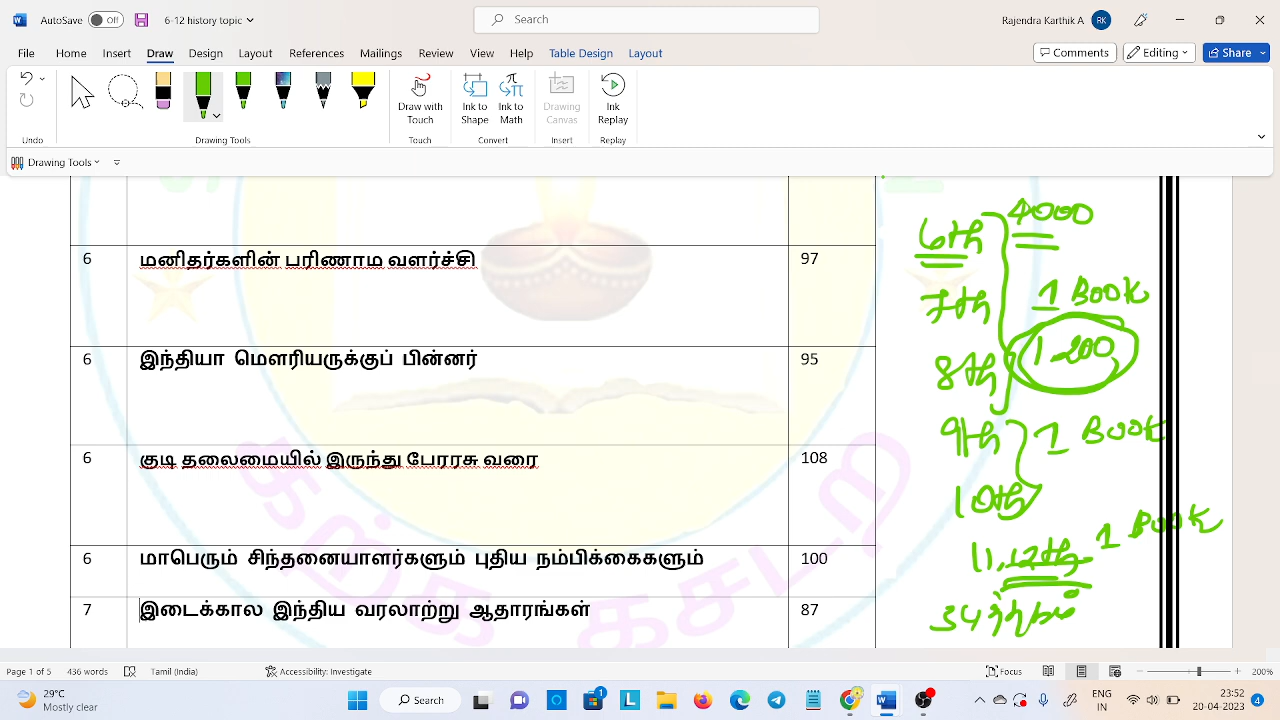 AutoSave Off 6-12 history topic Search Rajendra Kartha A RK
File Home Insert Draw Design Layout References Mailings Review View Help Table Design Layout Comments Editing Share
Draw with Touch Ink to Shape Ink to Math Drawing Canvas Ink Replay
Undo Drawing Tools Touch Convert Insert Replay
Drawing Tools
4000
6th
6 மனிதர்களின் பரிணாம வளர்ச்சி 97
7th 1 Book
1-200
6 இந்தியா மௌரியருக்குப் பின்னர் 95
8th
9th 1 Book
6 குடி தலைமையில் இருந்து பேரரசு வரை 108
10th
11, 12th 1 Book
6 மாபெரும் சிந்தனையாளர்களும் புதிய நம்பிக்கைகளும் 100
7 இடைக்கால இந்திய வரலாற்று ஆதாரங்கள் 87
கசடற
Page 1 of 5 436 words Tamil (India) Accessibility: Investigate Focus 200%
29°C Mostly clear Search ENG IN 23:52 20-04-2023